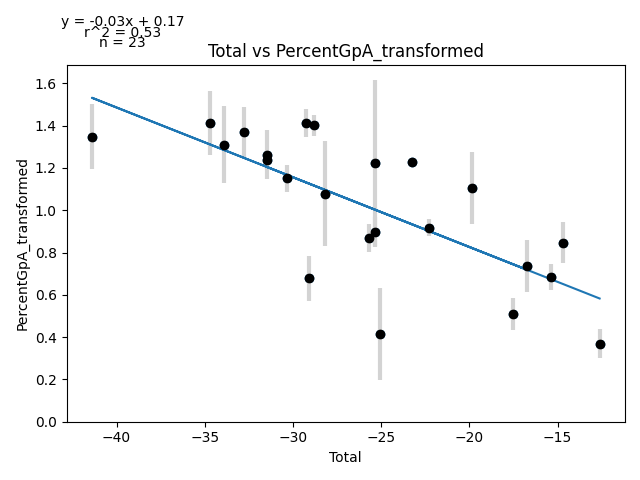 y = -0.03x + 0.17
r^2 = 0.53
n = 23
Total vs PercentGpA_transformed
PercentGpA_transformed
1.6
1.4
1.2
1.0
0.8
0.6
0.4
0.2
0.0
−40
−35
−30
−25
−20
−15
Total